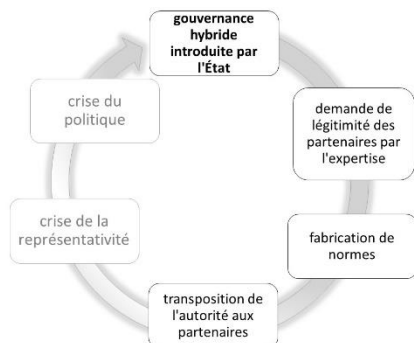 gouvernance
hybride
introduite par
l'État
demande de
légitimité des
partenaires par
l'expertise
fabrication de
normes
transposition de
l'autorité aux
partenaires
crise de la
représentativité
crise du
politique